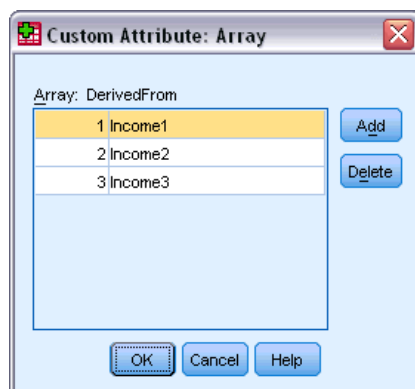 Custom Attribute: Array
Array: DerivedFrom
1 Income1
2 Income2
3 Income3
Add
Delete
OK Cancel Help